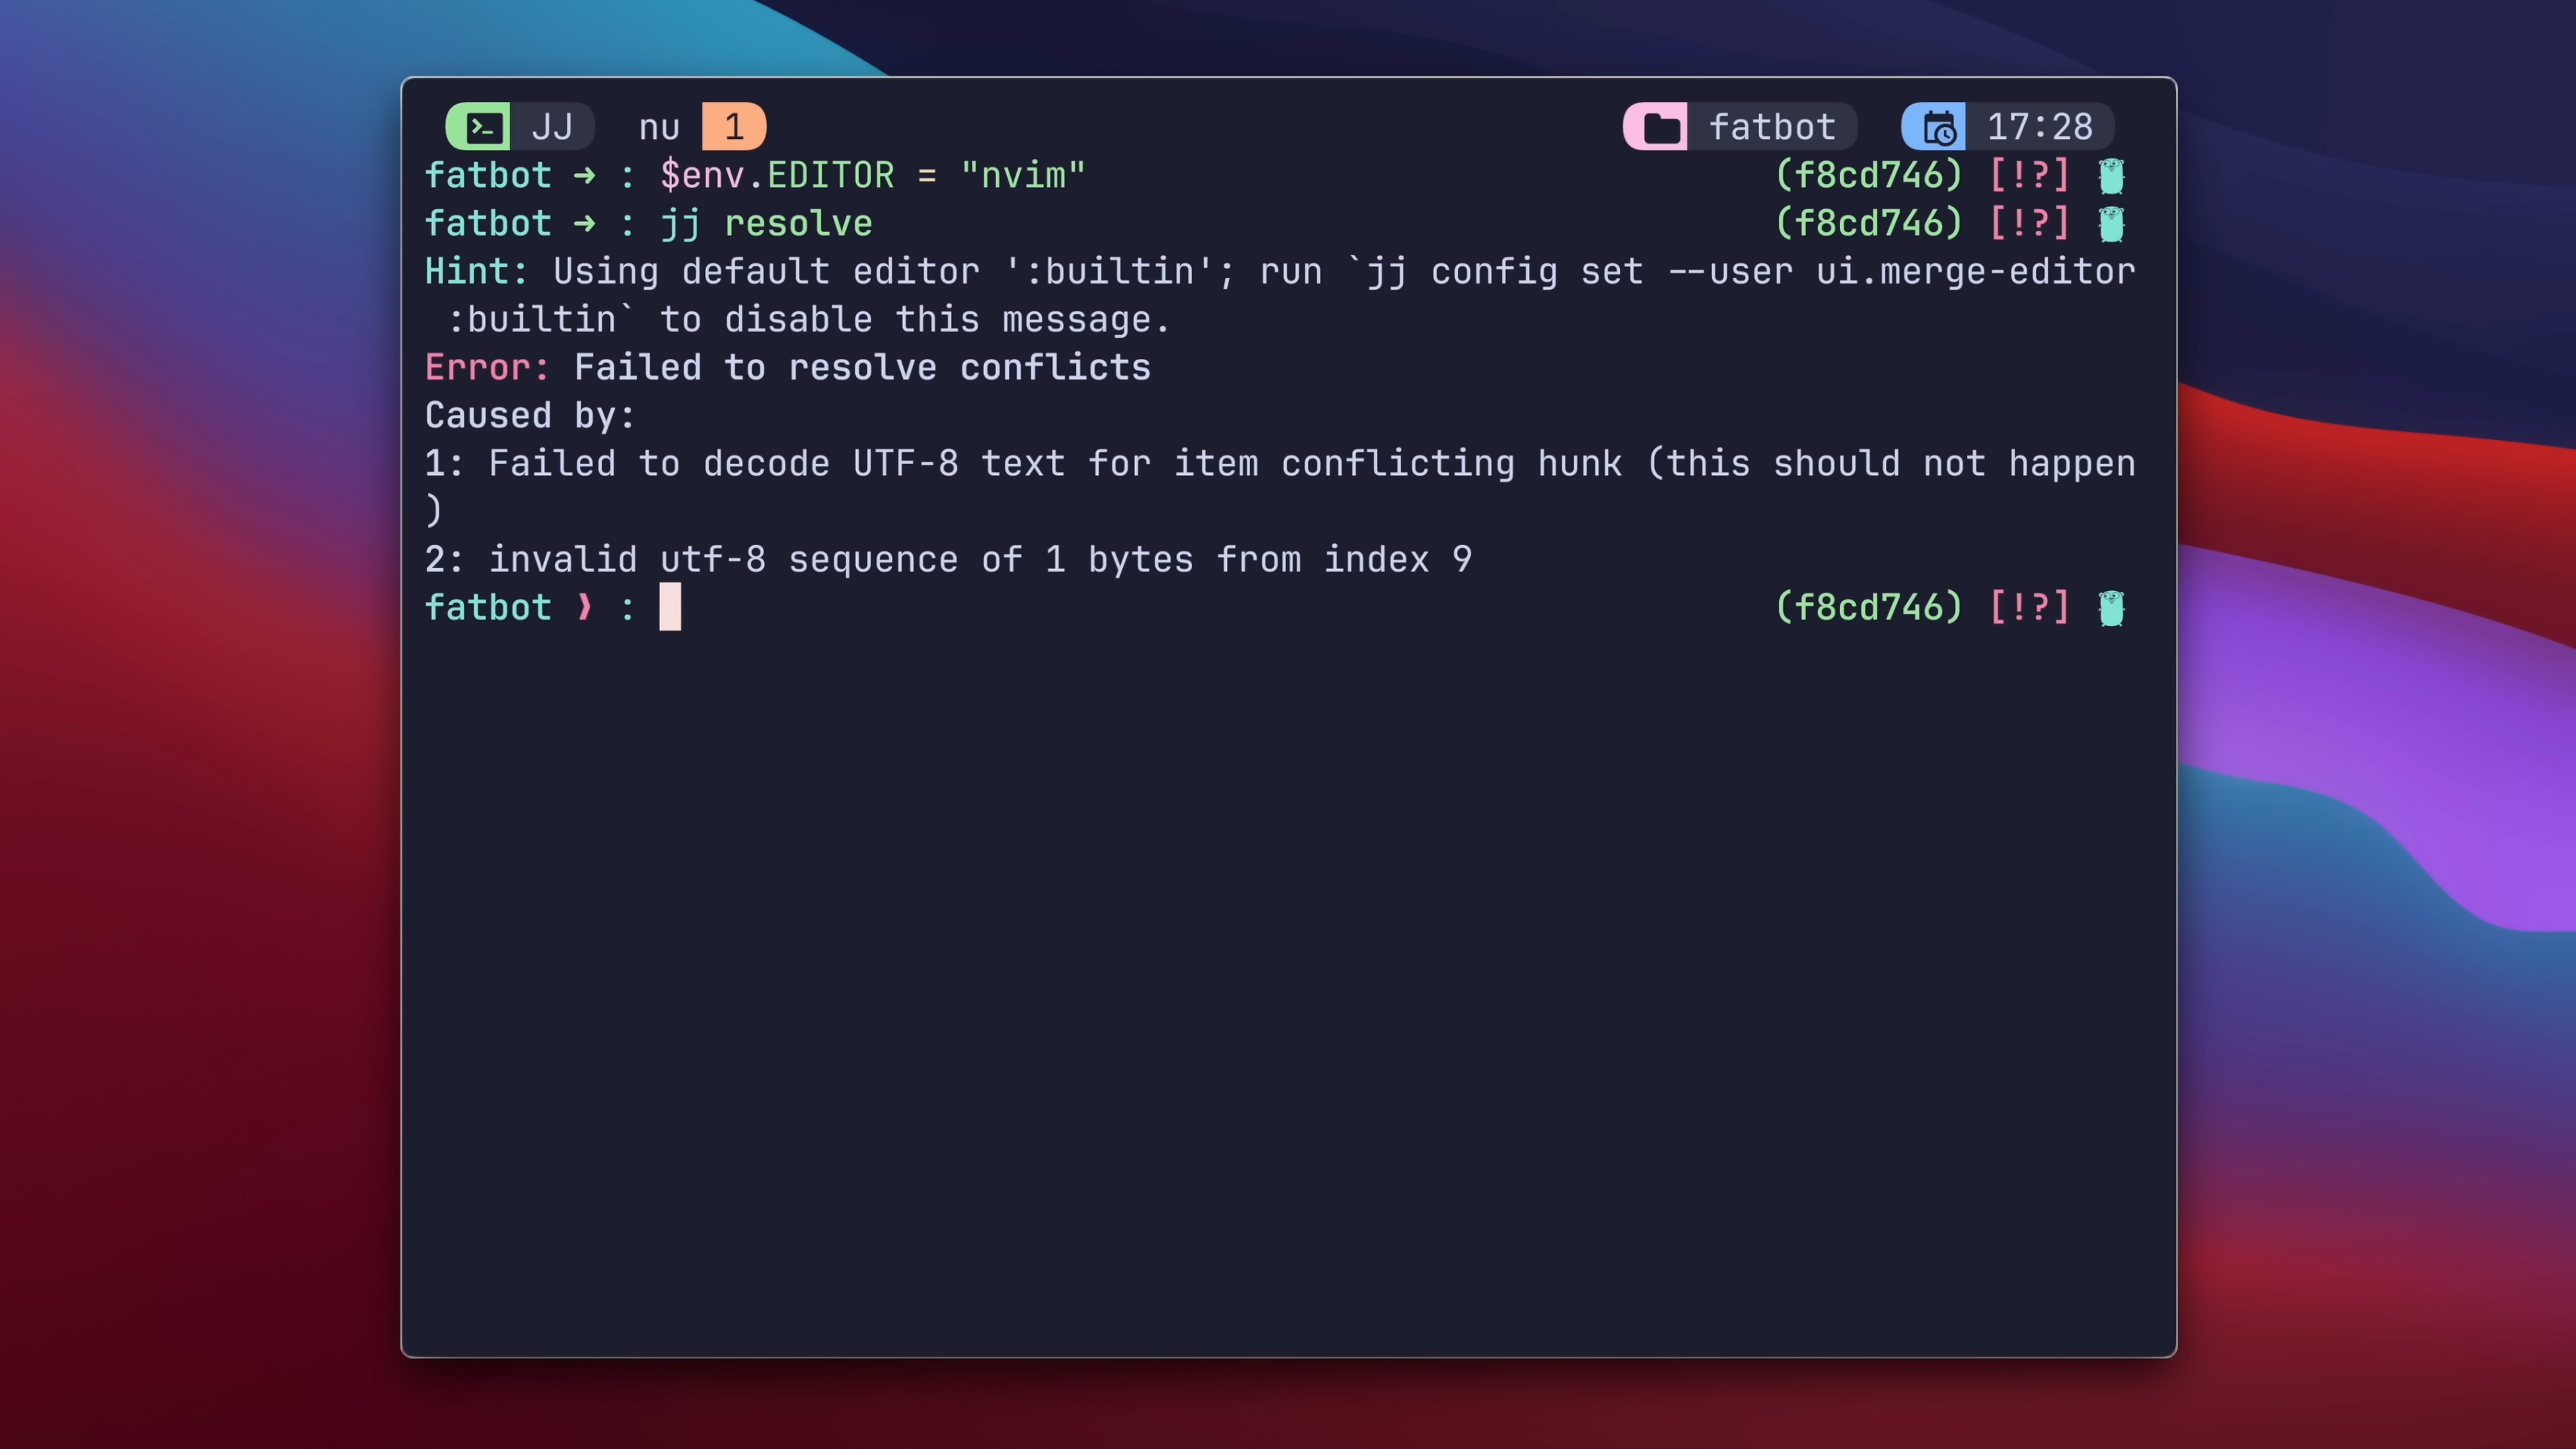 JJ nu 1 fatbot 17:28
fatbot → : $env.EDITOR = "nvim" (f8cd746) [!?]
fatbot → : jj resolve (f8cd746) [!?]
Hint: Using default editor ':builtin'; run `jj config set --user ui.merge-editor
:builtin` to disable this message.
Error: Failed to resolve conflicts
Caused by:
1: Failed to decode UTF-8 text for item conflicting hunk (this should not happen
)
2: invalid utf-8 sequence of 1 bytes from index 9
fatbot ❯ : (f8cd746) [!?]